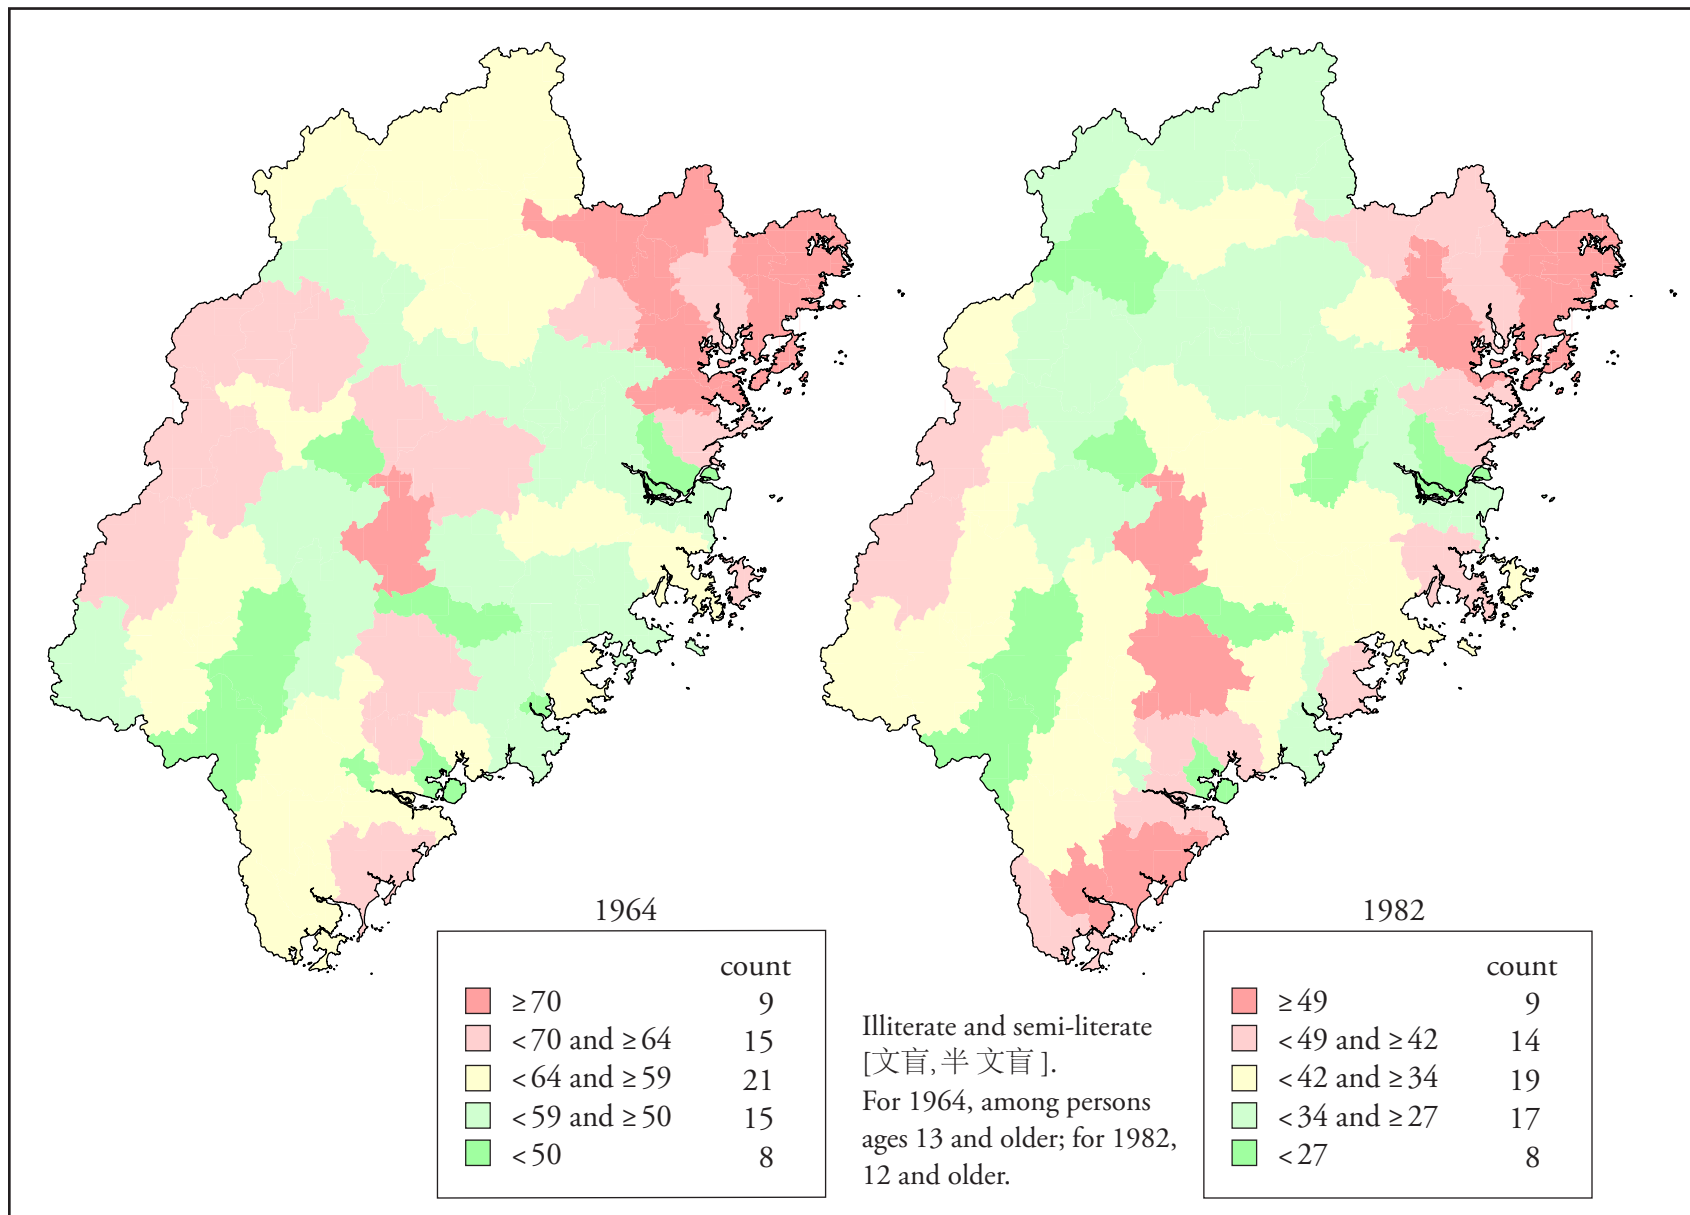 1964
count
≥70 9
<70 and ≥64 15
<64 and ≥59 21
<59 and ≥50 15
<50 8
Illiterate and semi-literate
[文盲,半 文盲 ].
For 1964, among persons
ages 13 and older; for 1982,
12 and older.
1982
count
≥49 9
<49 and ≥42 14
<42 and ≥34 19
<34 and ≥27 17
<27 8